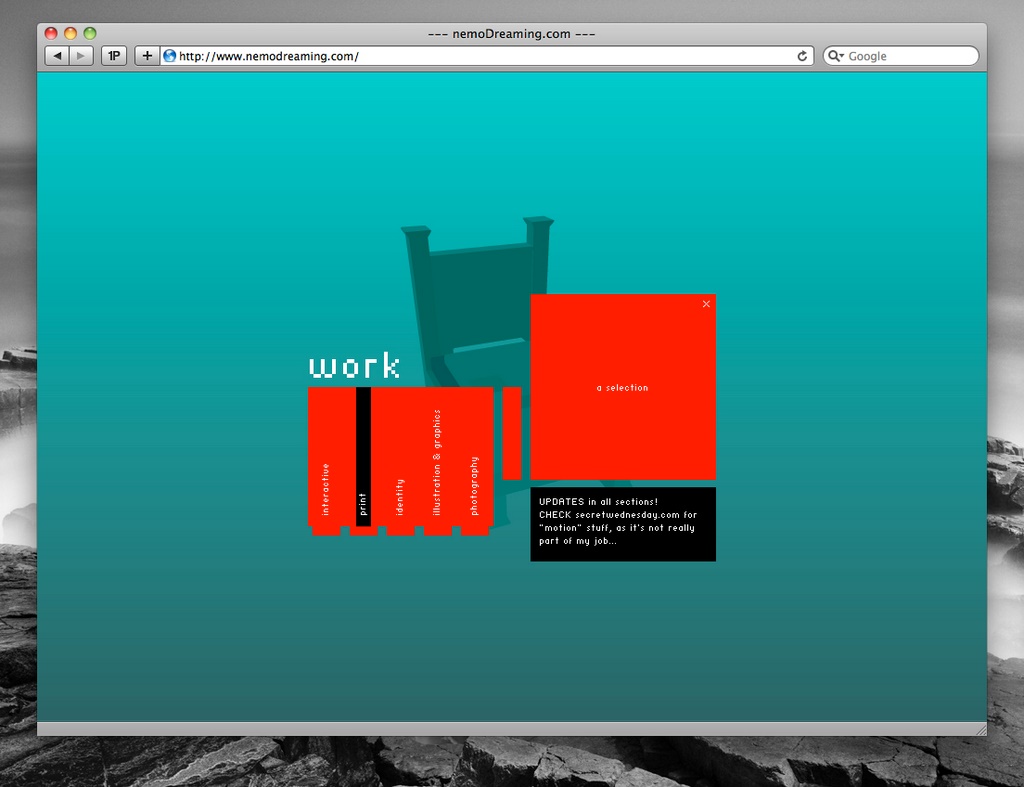 --- nemoDreaming.com ---
1P
http://www.nemodreaming.com/
Google
a selection
work
interactive
print
identity
illustration & graphics
photography
UPDATES in all sections!
CHECK secretwednesday.com for
"motion" stuff, as it's not really
part of my job...